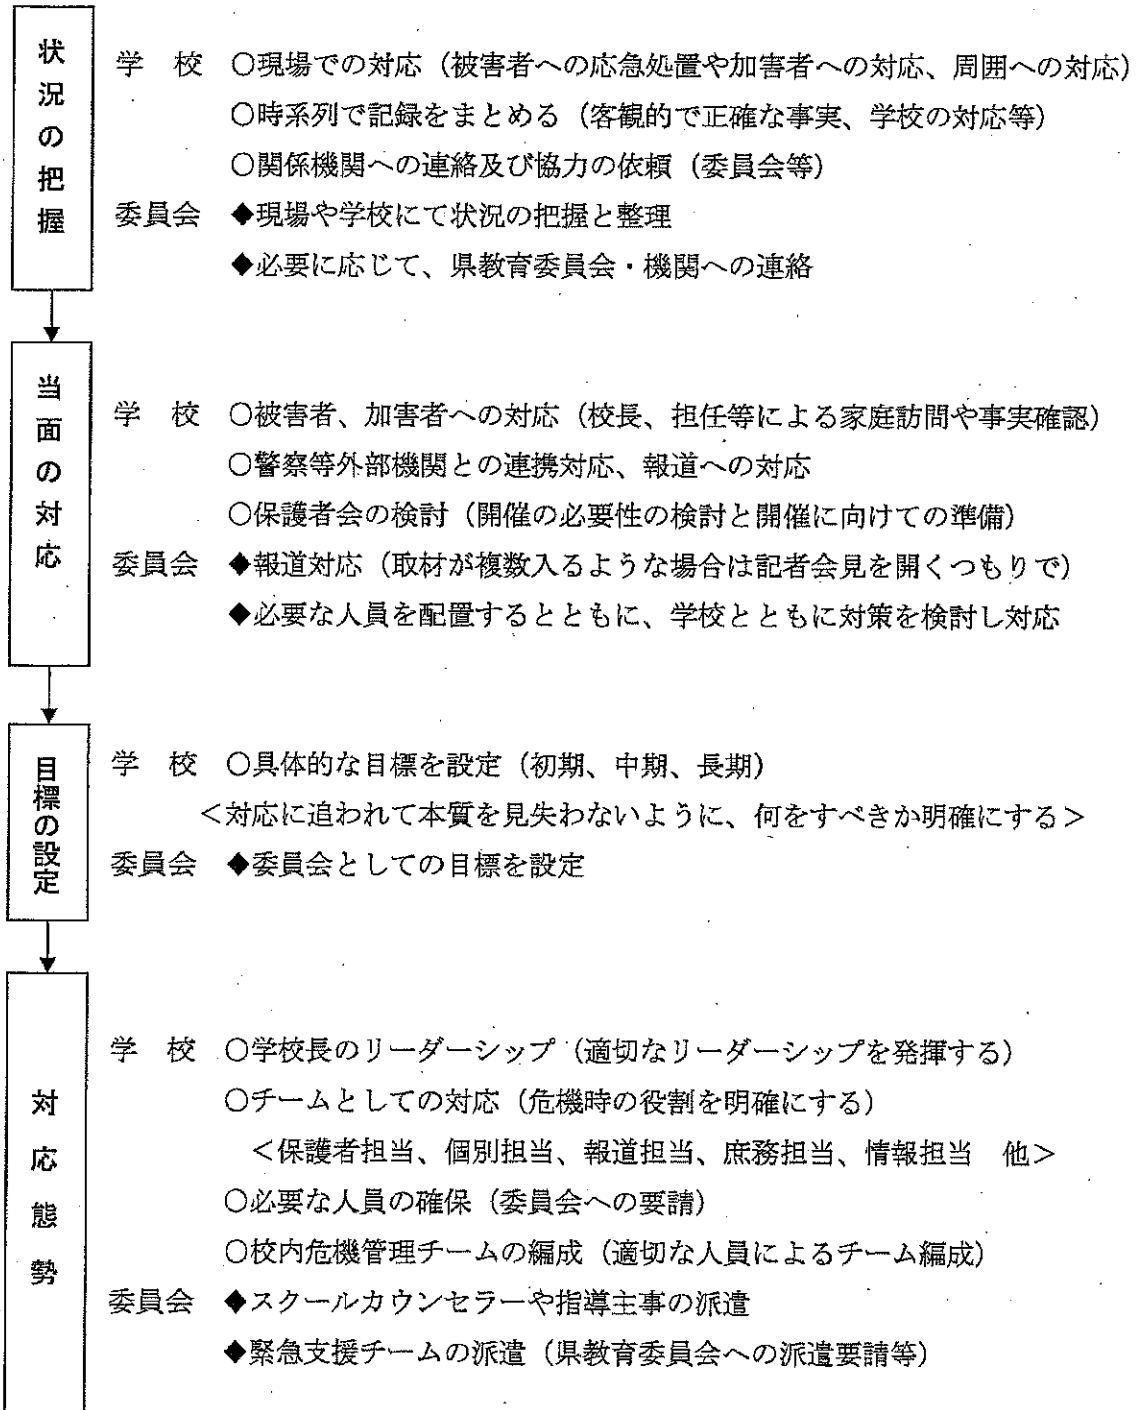 状況の把握
学　校　○現場での対応（被害者への応急処置や加害者への対応、周囲への対応）
○時系列で記録をまとめる（客観的で正確な事実、学校の対応等）
○関係機関への連絡及び協力の依頼（委員会等）
委員会　◆現場や学校にて状況の把握と整理
◆必要に応じて、県教育委員会・機関への連絡
当面の対応
学　校　○被害者、加害者への対応（校長、担任等による家庭訪問や事実確認）
○警察等外部機関との連携対応、報道への対応
○保護者会の検討（開催の必要性の検討と開催に向けての準備）
委員会　◆報道対応（取材が複数入るような場合は記者会見を開くつもりで）
◆必要な人員を配置するとともに、学校とともに対策を検討し対応
目標の設定
学　校　○具体的な目標を設定（初期、中期、長期）
＜対応に追われて本質を見失わないように、何をすべきか明確にする＞
委員会　◆委員会としての目標を設定
対応態勢
学　校　○学校長のリーダーシップ（適切なリーダーシップを発揮する）
○チームとしての対応（危機時の役割を明確にする）
＜保護者担当、個別担当、報道担当、庶務担当、情報担当　他＞
○必要な人員の確保（委員会への要請）
○校内危機管理チームの編成（適切な人員によるチーム編成）
委員会　◆スクールカウンセラーや指導主事の派遣
◆緊急支援チームの派遣（県教育委員会への派遣要請等）